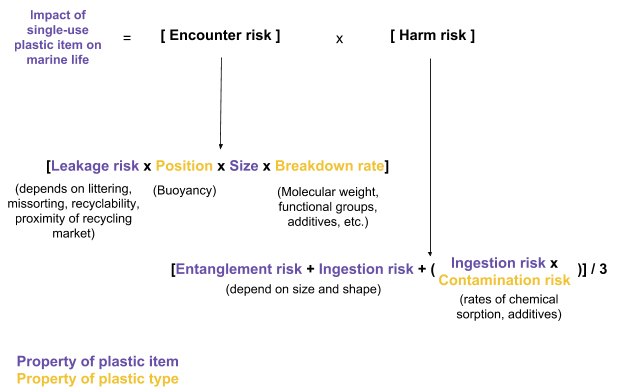 Impact of
single-use
plastic item on
marine life
= [ Encounter risk ] x [ Harm risk ]
[Leakage risk x Position x Size x Breakdown rate]
(depends on littering,
missorting, recyclability,
proximity of recycling
market)
(Buoyancy)
(Molecular weight,
functional groups,
additives, etc.)
[Entanglement risk + Ingestion risk + ( Ingestion risk x
Contamination risk )] / 3
(depend on size and shape)
(rates of chemical
sorption, additives)
Property of plastic item
Property of plastic type